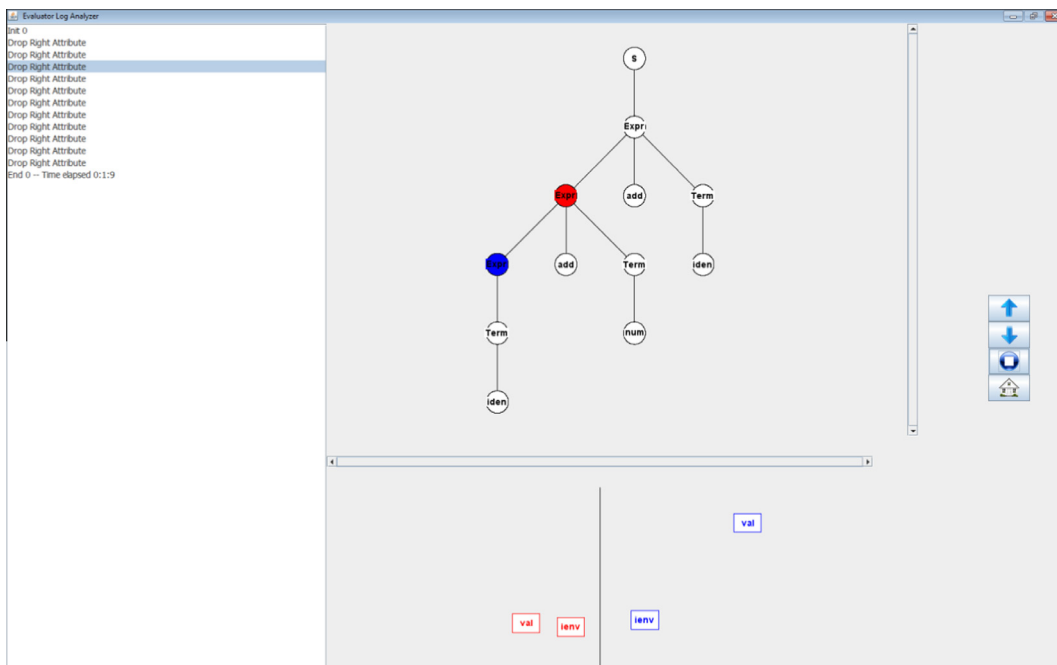 Evaluator Log Analyzer
Init 0
Drop Right Attribute
Drop Right Attribute
Drop Right Attribute
Drop Right Attribute
Drop Right Attribute
Drop Right Attribute
Drop Right Attribute
Drop Right Attribute
Drop Right Attribute
Drop Right Attribute
Drop Right Attribute
End 0 -- Time elapsed 0:1:9
S
Expr
Expr add Term
Expr add Term iden
Term num
iden
val
val ienv ienv